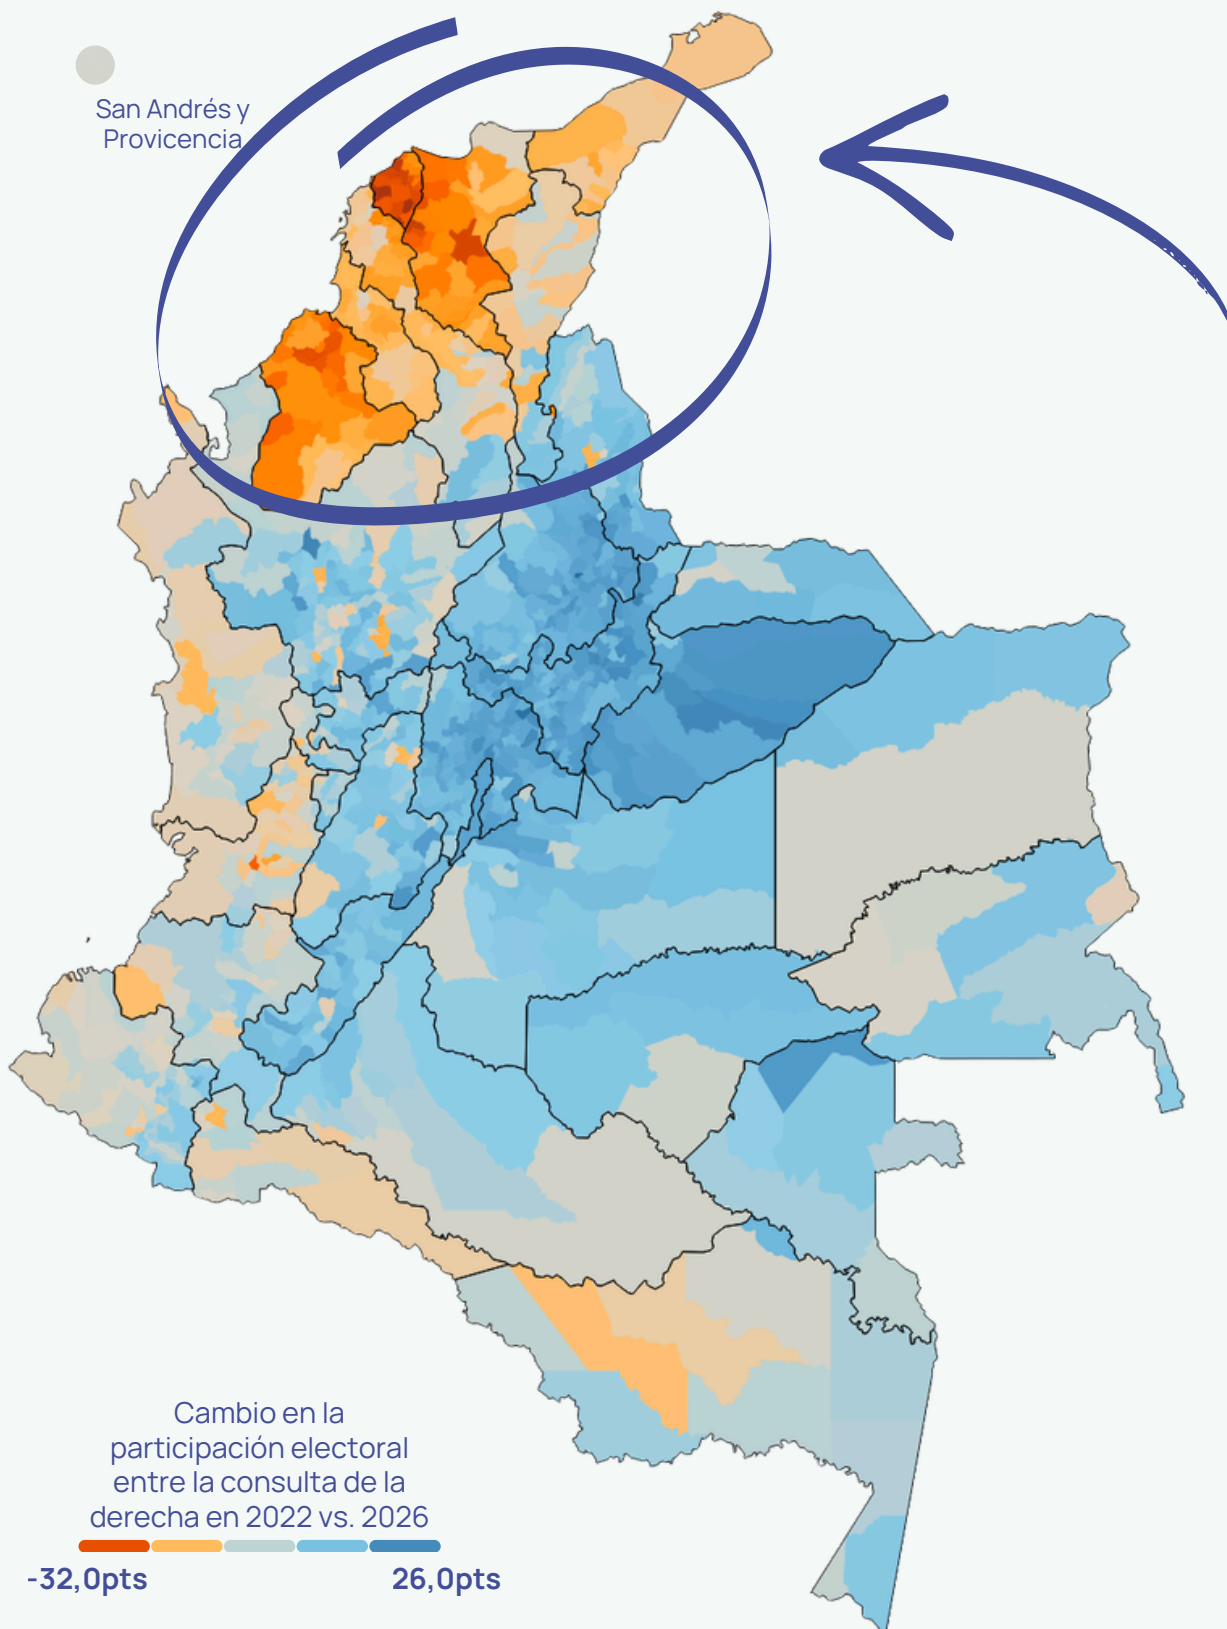 San Andrés y
Provicencia
Cambio en la
participación electoral
entre la consulta de la
derecha en 2022 vs. 2026
-32,0pts
26,0pts